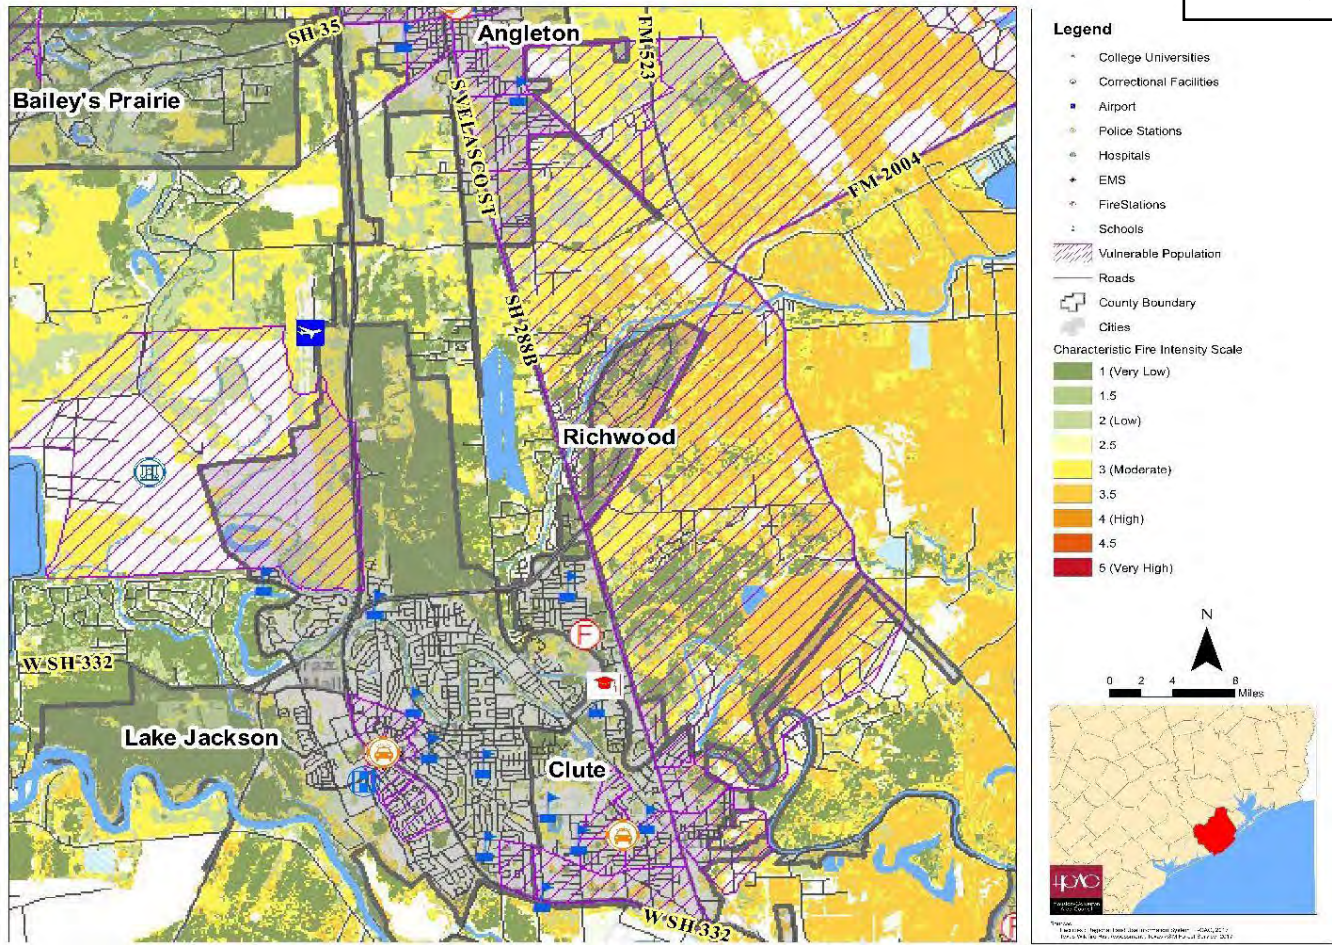 Angleton
SH 35
FM 523
Bailey's Prairie
S VELASCO ST
FM 2004
SH 288B
Richwood
F
W SH 332
Lake Jackson
Clute
W SH 332
Legend
College Universities
Correctional Facilities
Airport
Police Stations
Hospitals
EMS
FireStations
Schools
Vulnerable Population
Roads
County Boundary
Cities
Characteristic Fire Intensity Scale
1 (Very Low)
1.5
2 (Low)
2.5
3 (Moderate)
3.5
4 (High)
4.5
5 (Very High)
N
0 2 4 8
Miles